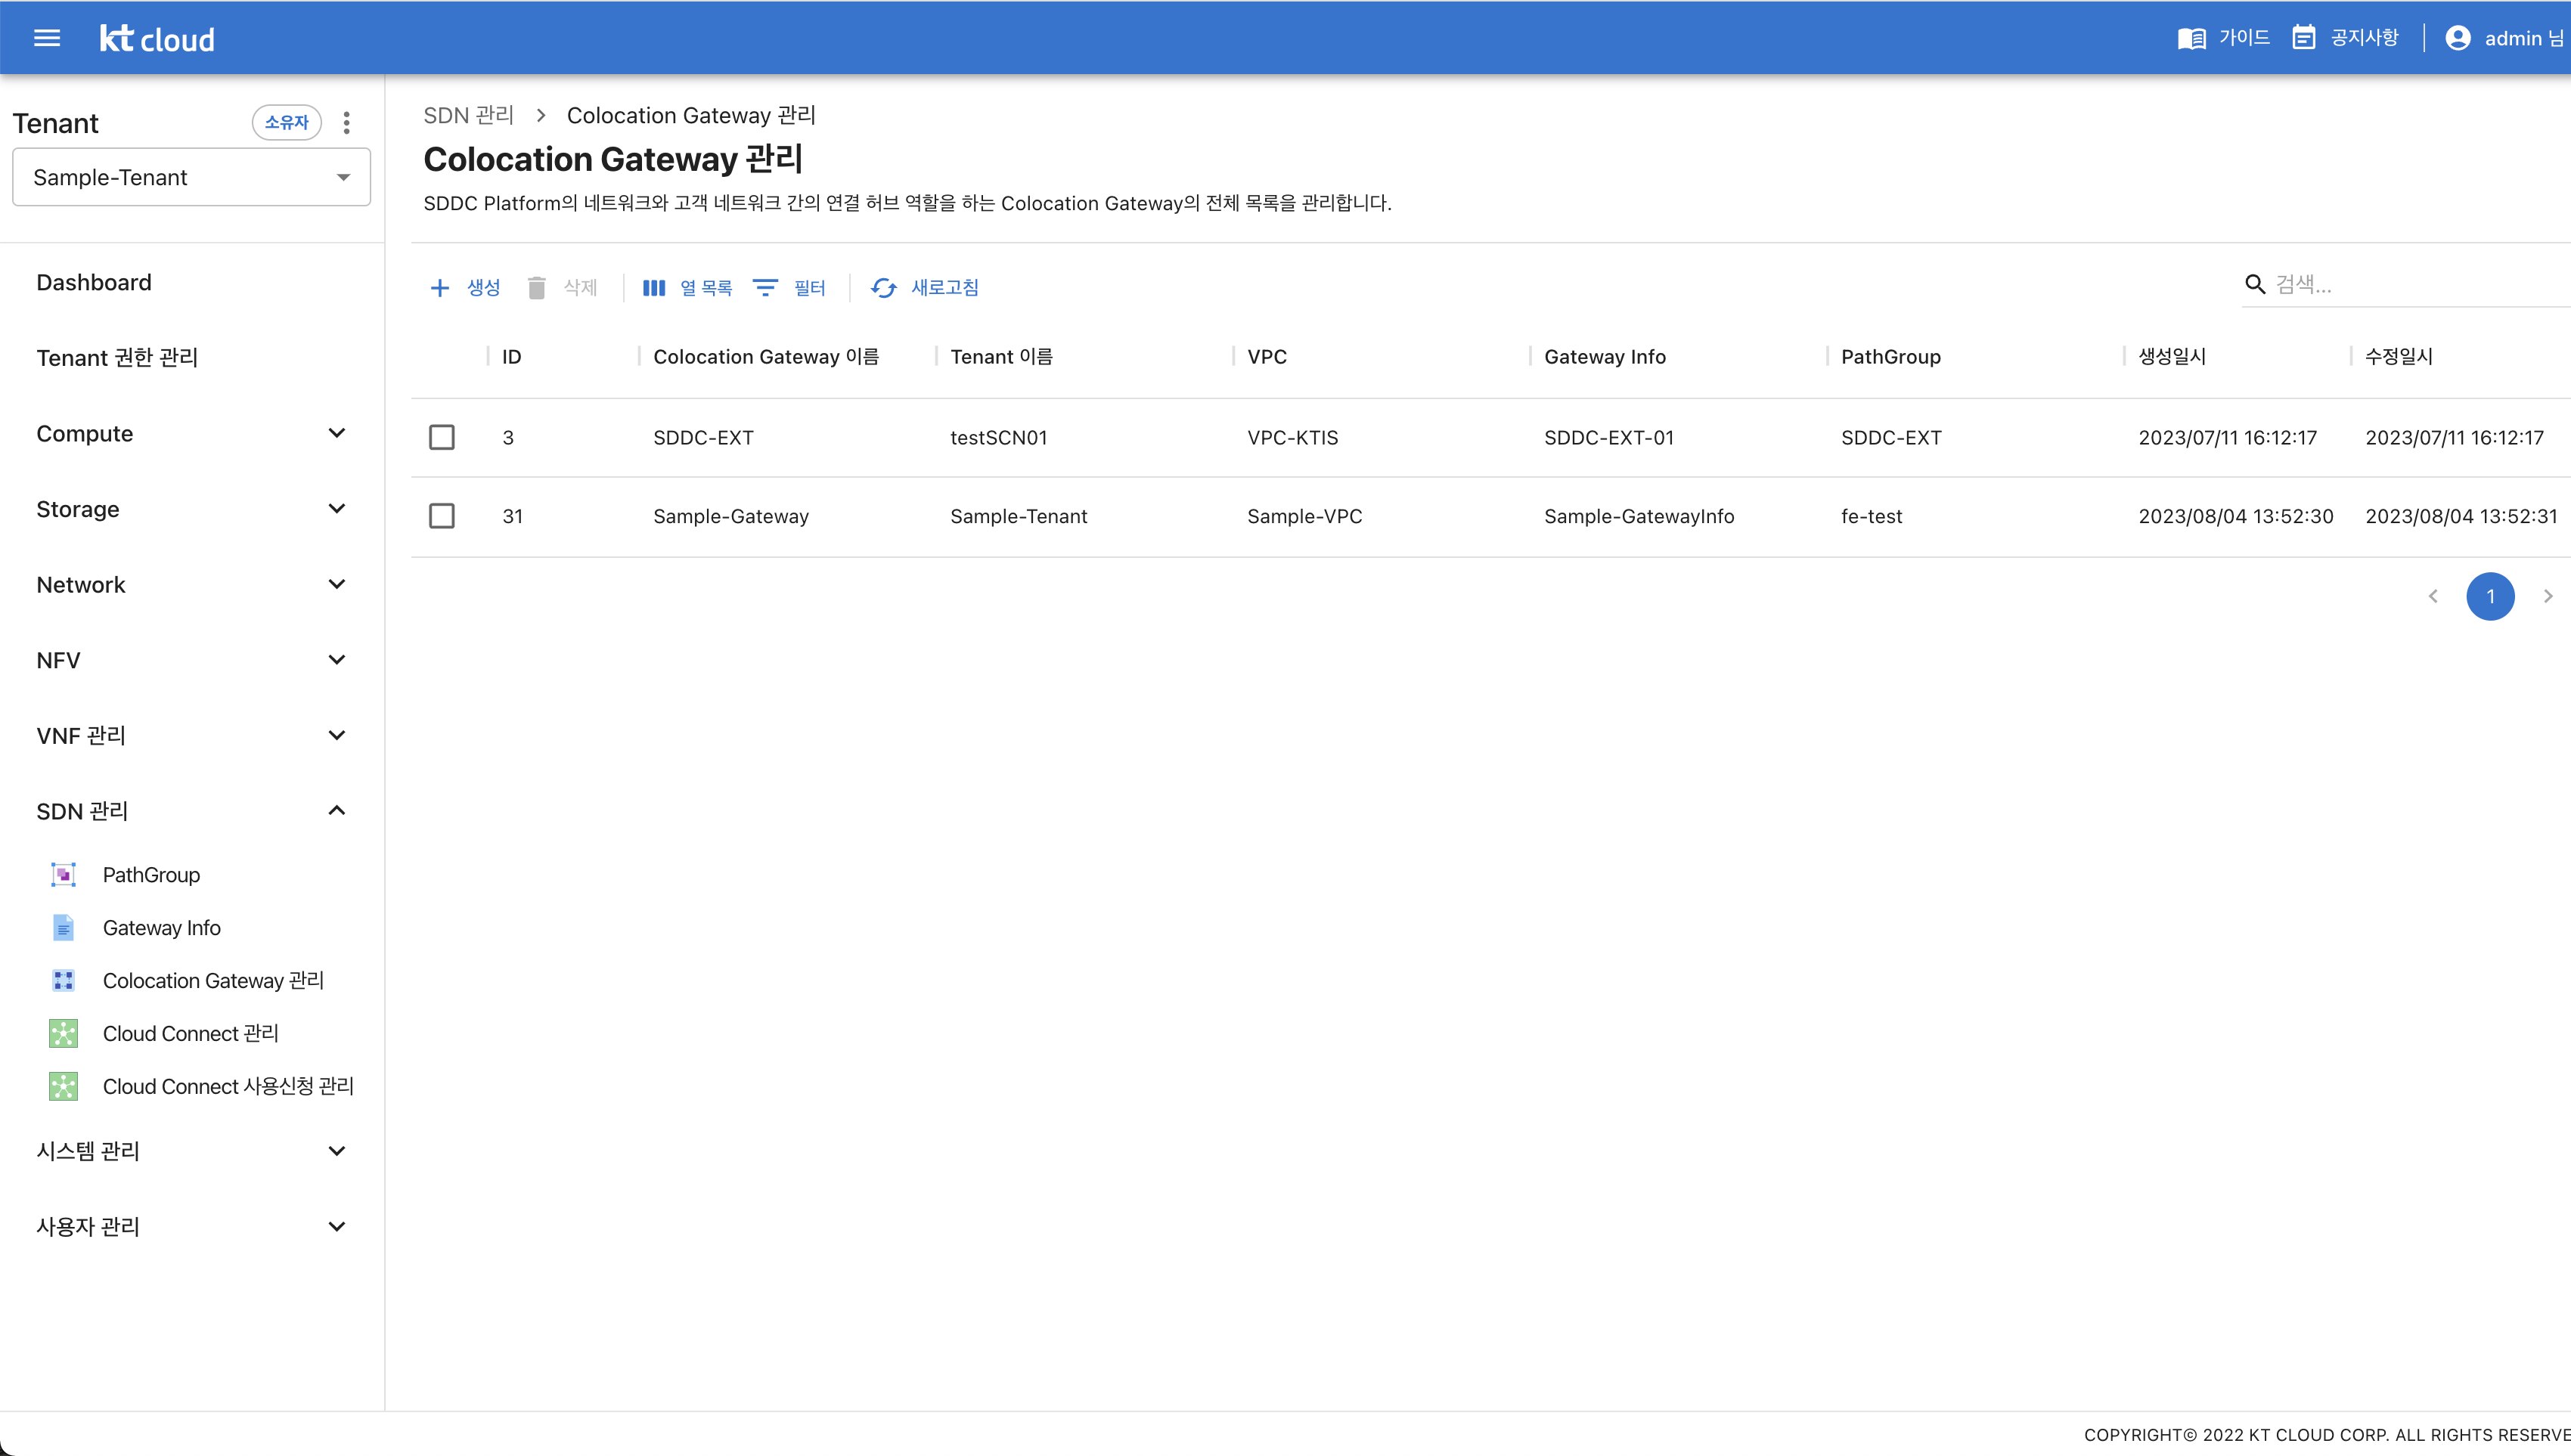 kt cloud
가이드 공지사항 admin 님
Tenant 소유자
Sample-Tenant
Dashboard
Tenant 권한 관리
Compute
Storage
Network
NFV
VNF 관리
SDN 관리
PathGroup
Gateway Info
Colocation Gateway 관리
Cloud Connect 관리
Cloud Connect 사용신청 관리
시스템 관리
사용자 관리
SDN 관리 > Colocation Gateway 관리
Colocation Gateway 관리
SDDC Platform의 네트워크와 고객 네트워크 간의 연결 허브 역할을 하는 Colocation Gateway의 전체 목록을 관리합니다.
+ 생성 삭제 열 목록 필터 새로고침 검색...
ID Colocation Gateway 이름 Tenant 이름 VPC Gateway Info PathGroup 생성일시 수정일시
3 SDDC-EXT testSCN01 VPC-KTIS SDDC-EXT-01 SDDC-EXT 2023/07/11 16:12:17 2023/07/11 16:12:17
31 Sample-Gateway Sample-Tenant Sample-VPC Sample-GatewayInfo fe-test 2023/08/04 13:52:30 2023/08/04 13:52:31
1
COPYRIGHT© 2022 KT CLOUD CORP. ALL RIGHTS RESERVE